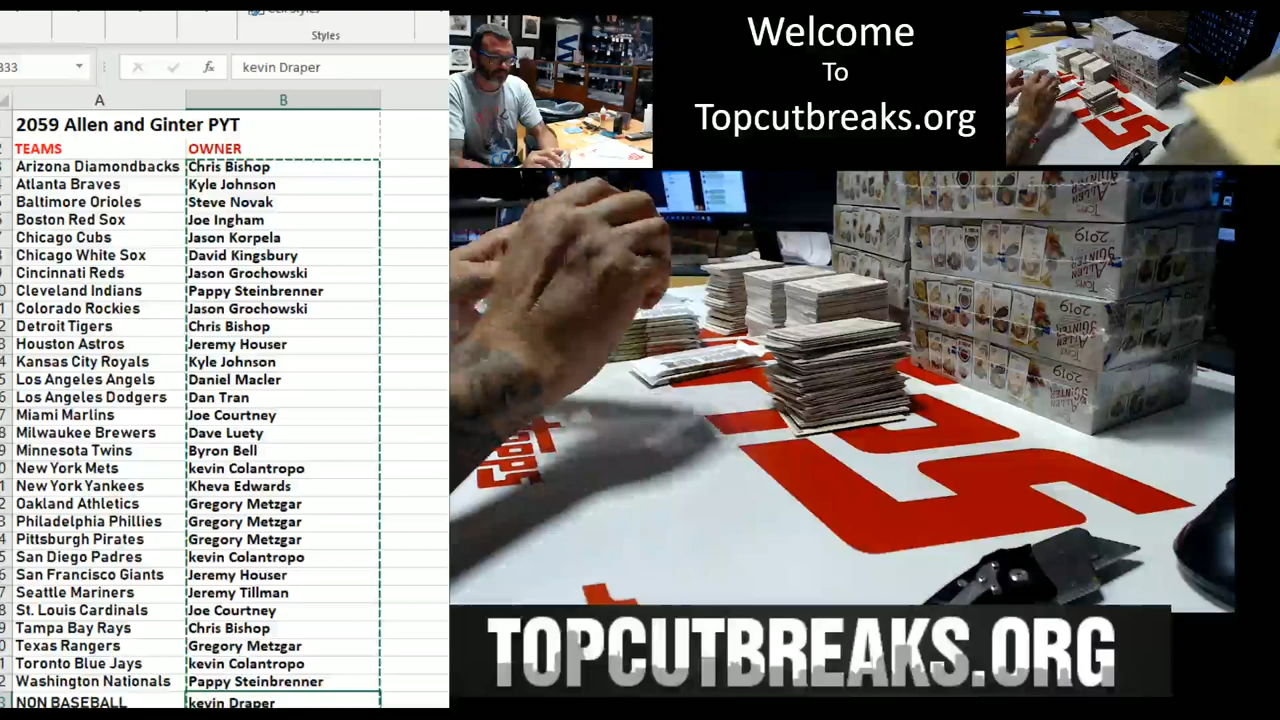 Styles
333
fx
kevin Draper
A
B
2059 Allen and Ginter PYT
TEAMS OWNER
Arizona Diamondbacks Chris Bishop
Atlanta Braves Kyle Johnson
Baltimore Orioles Steve Novak
Boston Red Sox Joe Ingham
Chicago Cubs Jason Korpela
Chicago White Sox David Kingsbury
Cincinnati Reds Jason Grochowski
Cleveland Indians Pappy Steinbrenner
Colorado Rockies Jason Grochowski
Detroit Tigers Chris Bishop
Houston Astros Jeremy Houser
Kansas City Royals Kyle Johnson
Los Angeles Angels Daniel Macler
Los Angeles Dodgers Dan Tran
Miami Marlins Joe Courtney
Milwaukee Brewers Dave Luety
Minnesota Twins Byron Bell
New York Mets kevin Colantropo
New York Yankees Kheva Edwards
Oakland Athletics Gregory Metzgar
Philadelphia Phillies Gregory Metzgar
Pittsburgh Pirates Gregory Metzgar
San Diego Padres kevin Colantropo
San Francisco Giants Jeremy Houser
Seattle Mariners Jeremy Tillman
St. Louis Cardinals Joe Courtney
Tampa Bay Rays Chris Bishop
Texas Rangers Gregory Metzgar
Toronto Blue Jays kevin Colantropo
Washington Nationals Pappy Steinbrenner
NON BASEBALL kevin Draper
Welcome
To
Topcutbreaks.org
2019
2019
2019
TOPCUTBREAKS.ORG